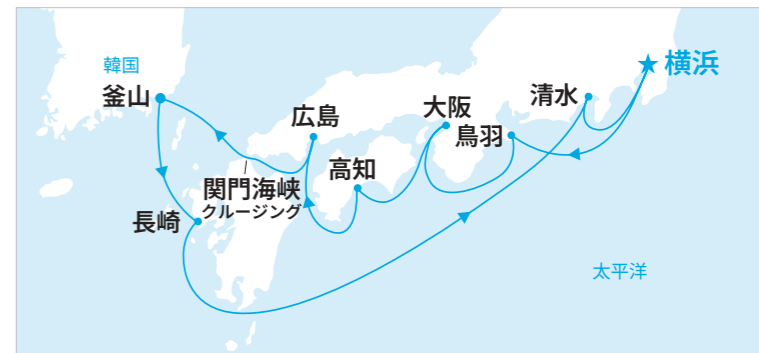 韓国
釜山
★横浜
清水
大阪
鳥羽
広島
高知
関門海峡
クルージング
長崎
太平洋